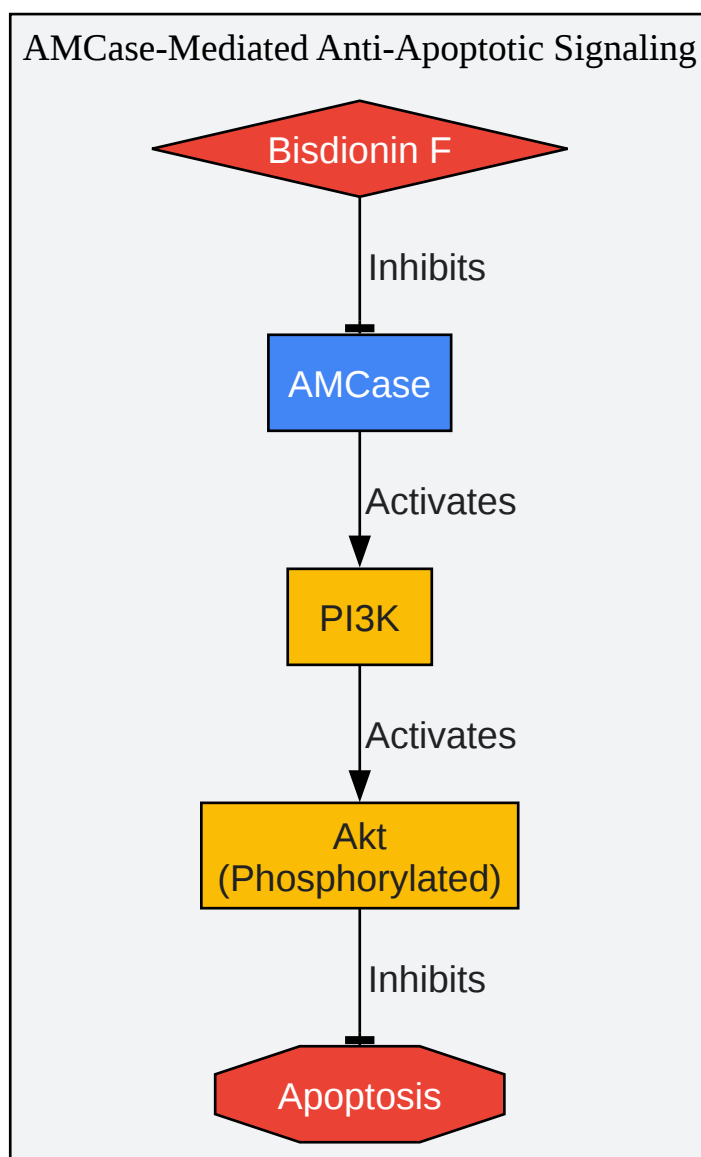 AMCase-Mediated Anti-Apoptotic Signaling
Bisdionin F
Inhibits
AMCase
Activates
PI3K
Activates
Akt
(Phosphorylated)
Inhibits
Apoptosis